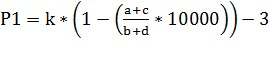 P1 = k * (1 − (a+c / b+d * 10000)) − 3